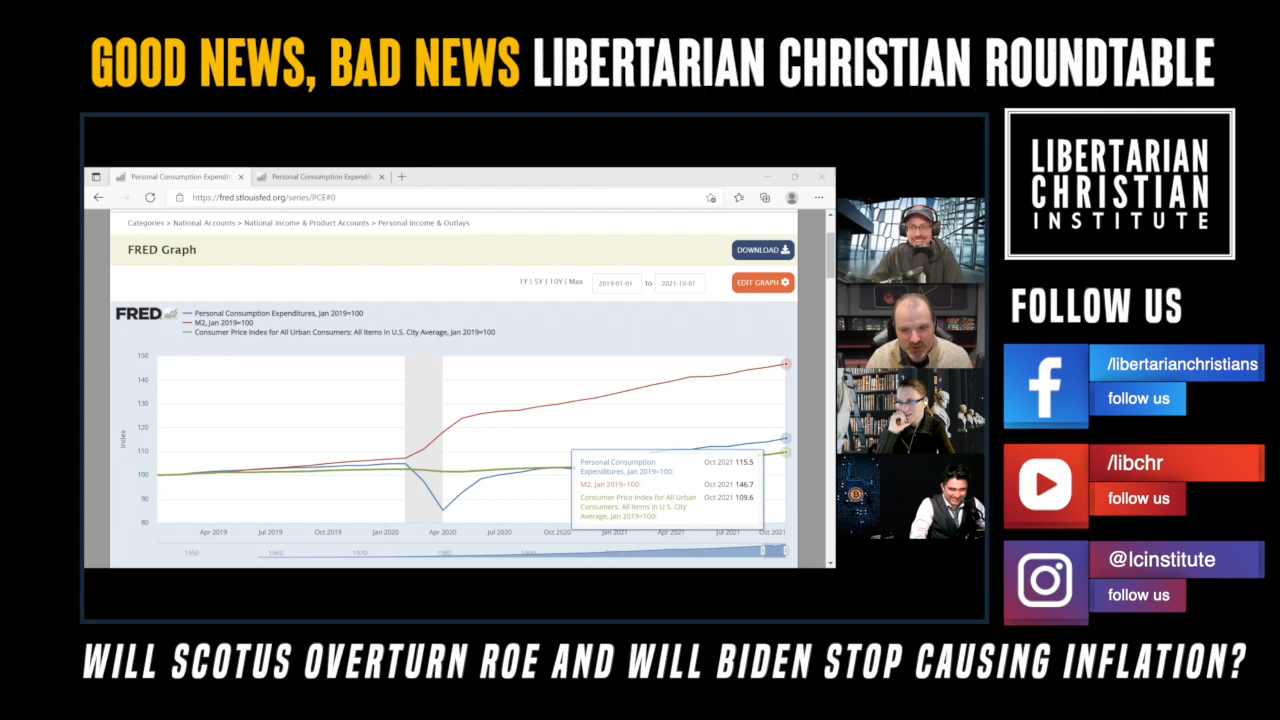 GOOD NEWS, BAD NEWS LIBERTARIAN CHRISTIAN ROUNDTABLE
Personal Consumption Expendit
Personal Consumption Expendit
https://fred.stlouisfed.org/series/PCE#0
Categories > National Accounts > National Income & Product Accounts > Personal Income & Outlays
FRED Graph
DOWNLOAD
1Y | 5Y | 10Y | Max
2019-01-01 to 2021-10-01
EDIT GRAPH
FRED
Personal Consumption Expenditures, Jan 2019=100
M2, Jan 2019=100
Consumer Price Index for All Urban Consumers: All Items in U.S. City Average, Jan 2019=100
150
140
130
120
110
100
90
80
Index
Personal Consumption Expenditures, Jan 2019=100: Oct 2021 115.5
M2, Jan 2019=100: Oct 2021 146.7
Consumer Price Index for All Urban Consumers: All Items in U.S. City Average, Jan 2019=100: Oct 2021 109.6
Apr 2019 Jul 2019 Oct 2019 Jan 2020 Apr 2020 Jul 2020 Oct 2020 Jan 2021 Apr 2021 Jul 2021 Oct 2021
1950 1960 1970 1980 1990
LIBERTARIAN
CHRISTIAN
INSTITUTE
FOLLOW US
/libertarianchristians
follow us
/libchr
follow us
@lcinstitute
follow us
WILL SCOTUS OVERTURN ROE AND WILL BIDEN STOP CAUSING INFLATION?